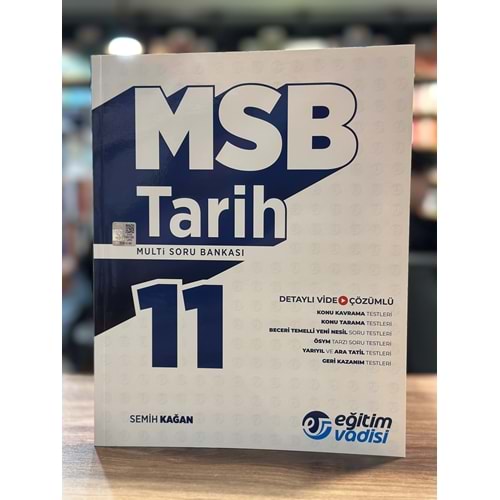 MSB
Tarih
MULTİ SORU BANKASI
11
DETAYLI VİDEO ÇÖZÜMLÜ
KONU KAVRAMA TESTLERİ
KONU TARAMA TESTLERİ
BECERİ TEMELLİ YENİ NESİL SORU TESTLERİ
ÖSYM TARZI SORU TESTLERİ
YARIYIL VE ARA TATİL TESTLERİ
GERİ KAZANIM TESTLERİ
SEMİH KAĞAN
eğitim
vadisi